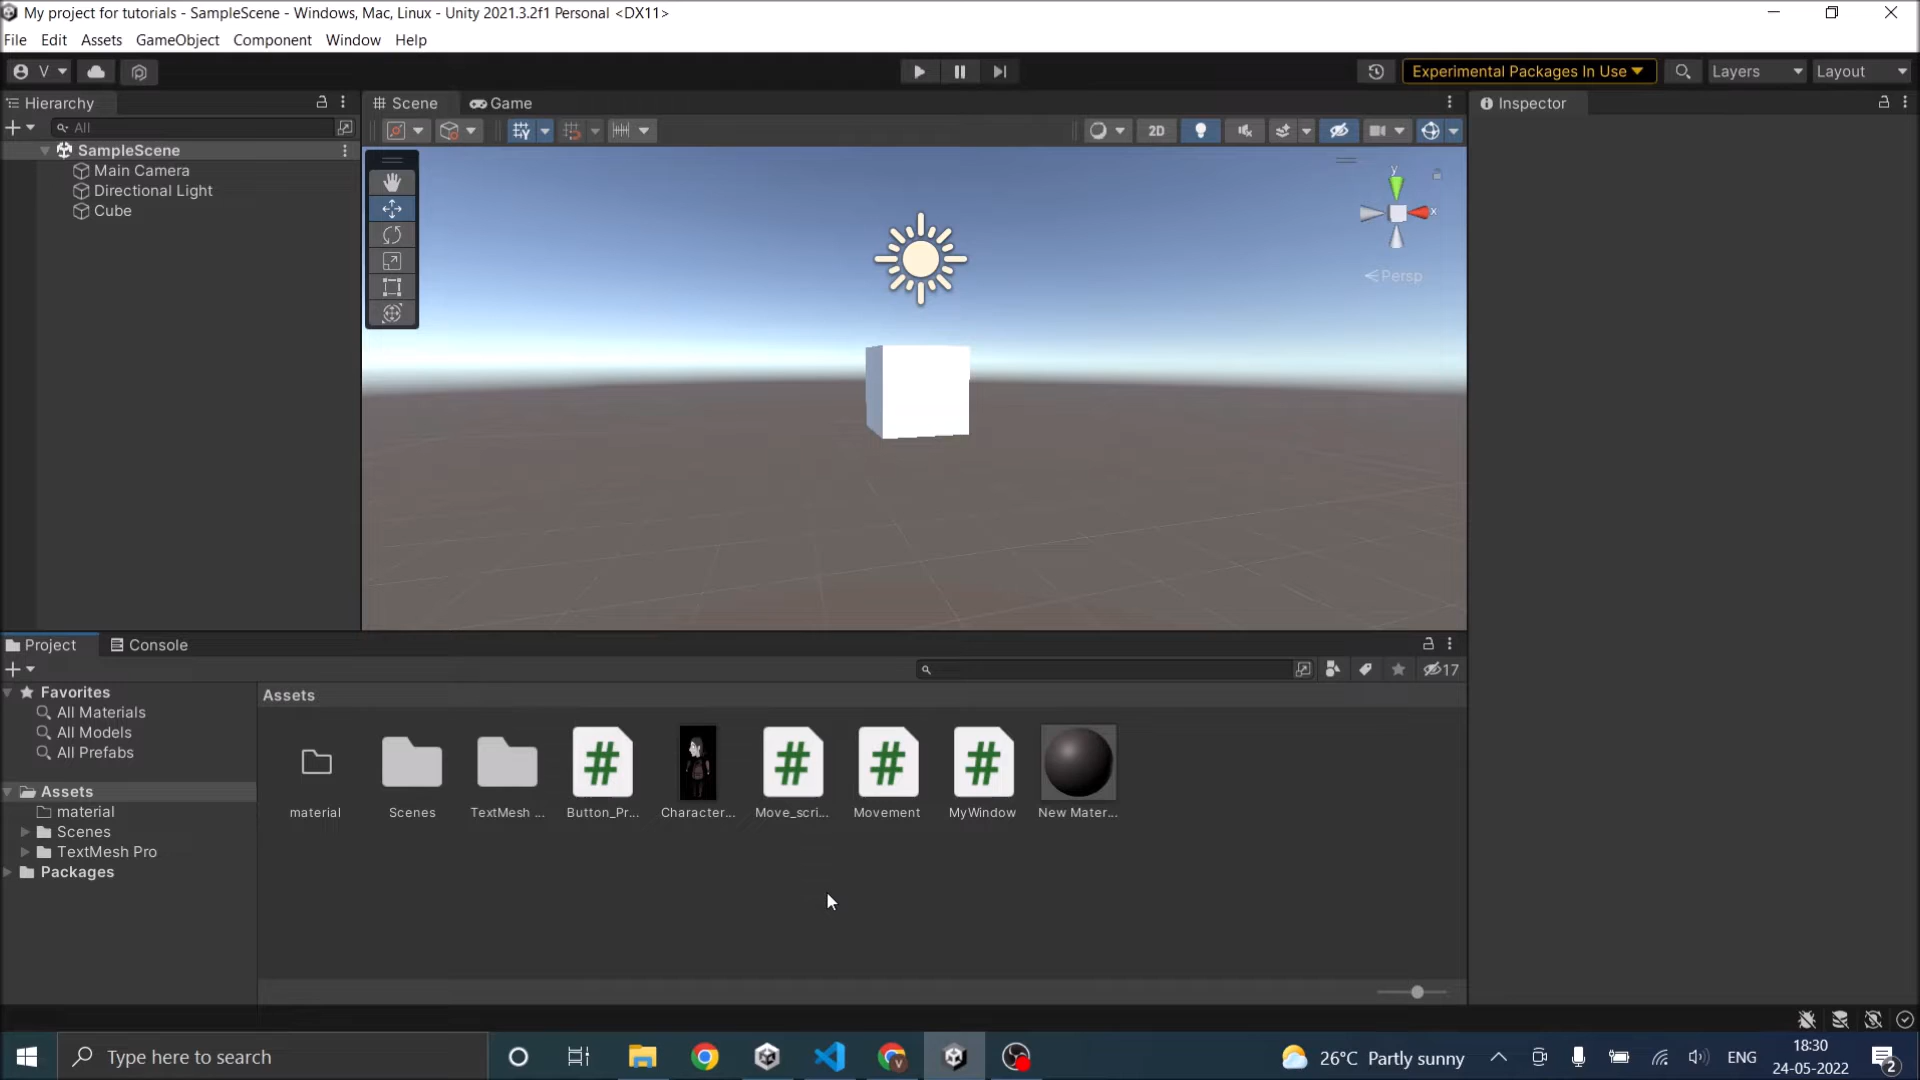 My project for tutorials - SampleScene - Windows, Mac, Linux - Unity 2021.3.2f1 Personal <DX11>
File Edit Assets GameObject Component Window Help
V
Experimental Packages In Use
Layers
Layout
Hierarchy
Scene
Game
Inspector
All
2D
SampleScene
Main Camera
Directional Light
Cube
y
x
Persp
Project
Console
17
Favorites
All Materials
All Models
All Prefabs
Assets
material
Scenes
TextMesh Pro
Packages
Assets
material
Scenes
TextMesh ...
Button_Pr...
Character...
Move_scri...
Movement
MyWindow
New Mater...
Type here to search
26°C Partly sunny
ENG
18:30
24-05-2022
2